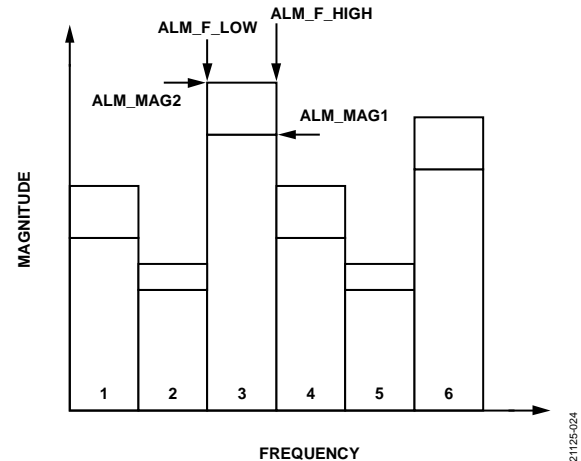 ALM_F_HIGH
ALM_F_LOW
ALM_MAG2
ALM_MAG1
MAGNITUDE
1 2 3 4 5 6
FREQUENCY
21125-024